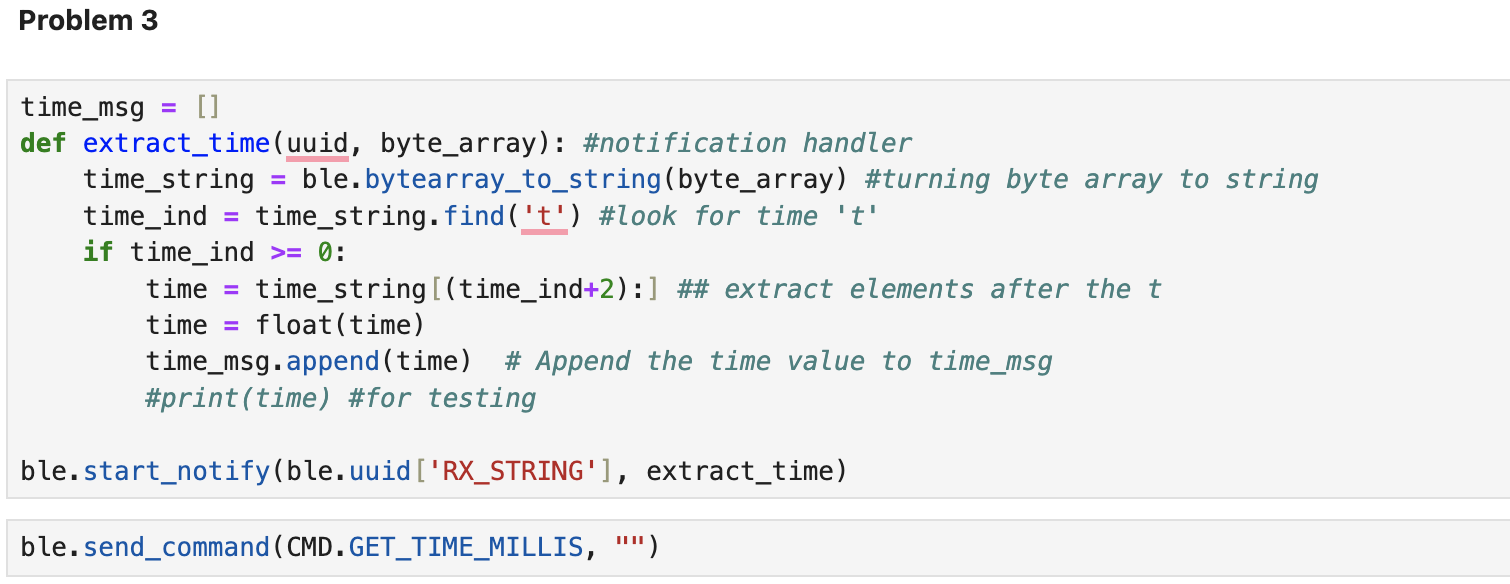 Problem 3
time_msg = []
def extract_time(uuid, byte_array): #notification handler
    time_string = ble.bytearray_to_string(byte_array) #turning byte array to string
    time_ind = time_string.find('t') #look for time 't'
    if time_ind >= 0:
        time = time_string[(time_ind+2):] ## extract elements after the t
        time = float(time)
        time_msg.append(time)  # Append the time value to time_msg
        #print(time) #for testing
ble.start_notify(ble.uuid['RX_STRING'], extract_time)
ble.send_command(CMD.GET_TIME_MILLIS, "")